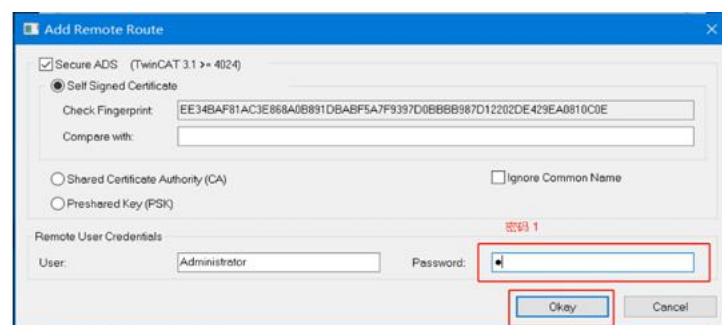 Add Remote Route
Secure ADS (TwinCAT 3.1 >= 4024)
Self Signed Certificate
Check Fingerprint: EE34BAF81AC3E868A0B891DBABF5A7F9397D0BBBB987D12202DE429EA0810C0E
Compare with:
Shared Certificate Authority (CA)
Ignore Common Name
Preshared Key (PSK)
密码 1
Remote User Credentials
User: Administrator Password:
Okay Cancel